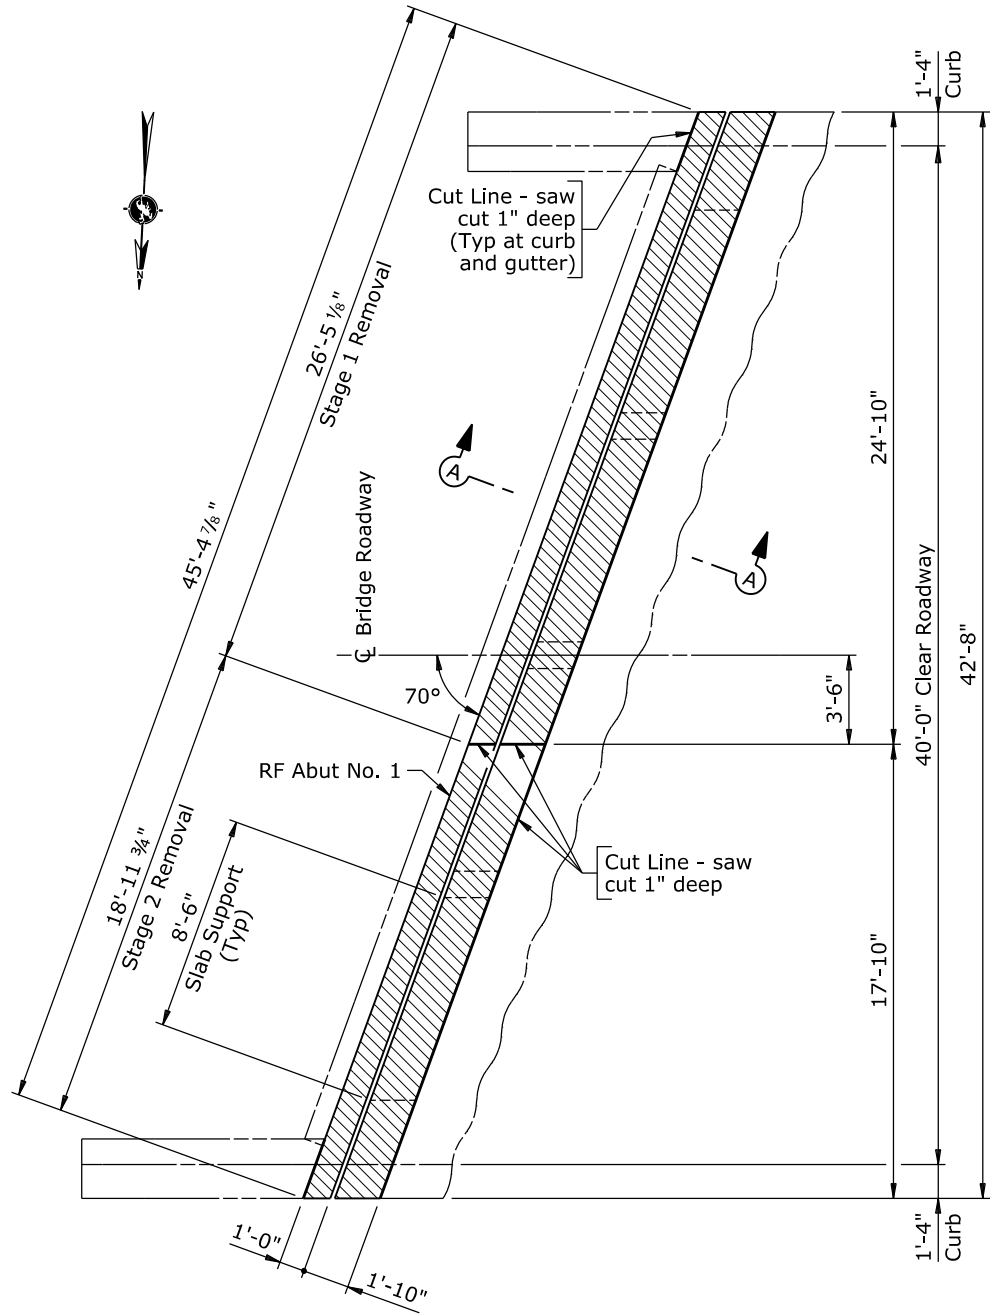 1'-4"
Curb
Cut Line - saw
cut 1" deep
(Typ at curb
and gutter)
N
26'-5 ⅛"
Stage 1 Removal
45'-4 ⅞"
24'-10"
A
A
℄ Bridge Roadway
40'-0" Clear Roadway
42'-8"
70°
3'-6"
RF Abut No. 1
18'-11 ¾"
Stage 2 Removal
8'-6"
Slab Support
(Typ)
Cut Line - saw
cut 1" deep
17'-10"
1'-4"
Curb
1'-0"
1'-10"